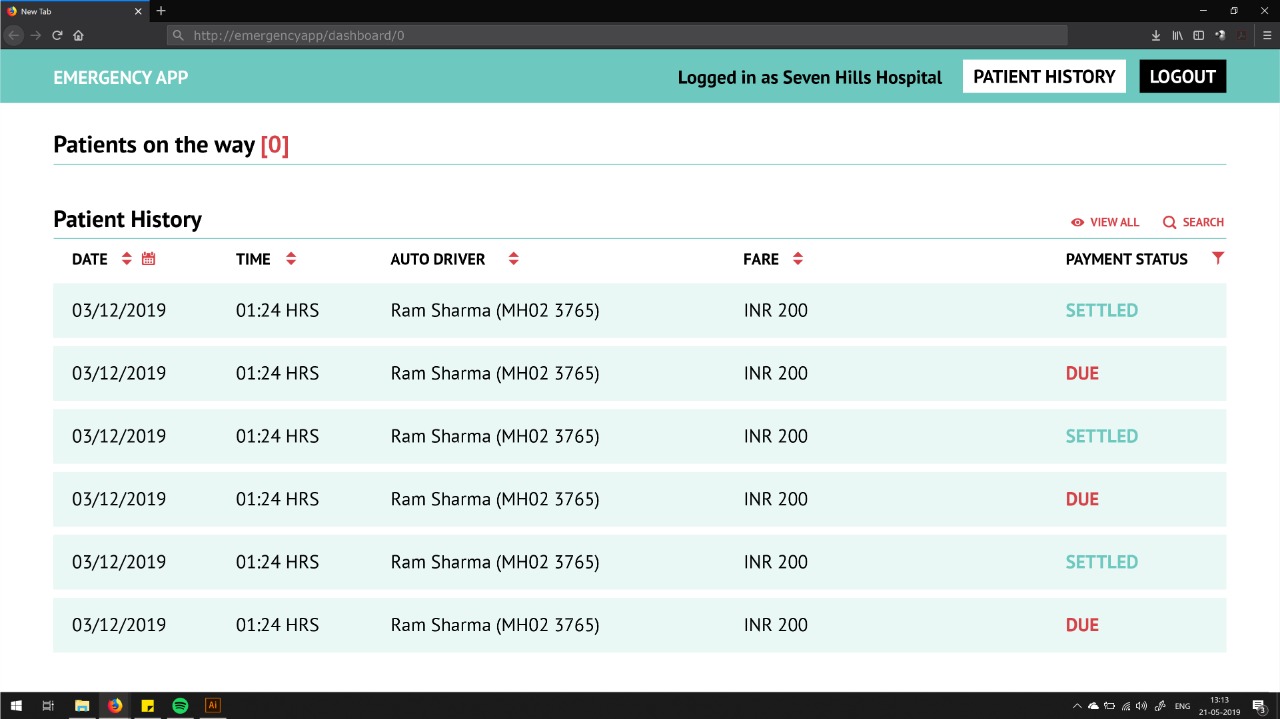 New Tab
http://emergencyapp/dashboard/0
EMERGENCY APP Logged in as Seven Hills Hospital PATIENT HISTORY LOGOUT
Patients on the way [0]
Patient History VIEW ALL SEARCH
DATE TIME AUTO DRIVER FARE PAYMENT STATUS
03/12/2019 01:24 HRS Ram Sharma (MH02 3765) INR 200 SETTLED
03/12/2019 01:24 HRS Ram Sharma (MH02 3765) INR 200 DUE
03/12/2019 01:24 HRS Ram Sharma (MH02 3765) INR 200 SETTLED
03/12/2019 01:24 HRS Ram Sharma (MH02 3765) INR 200 DUE
03/12/2019 01:24 HRS Ram Sharma (MH02 3765) INR 200 SETTLED
03/12/2019 01:24 HRS Ram Sharma (MH02 3765) INR 200 DUE
Ai ENG 13:13
21-05-2019 3